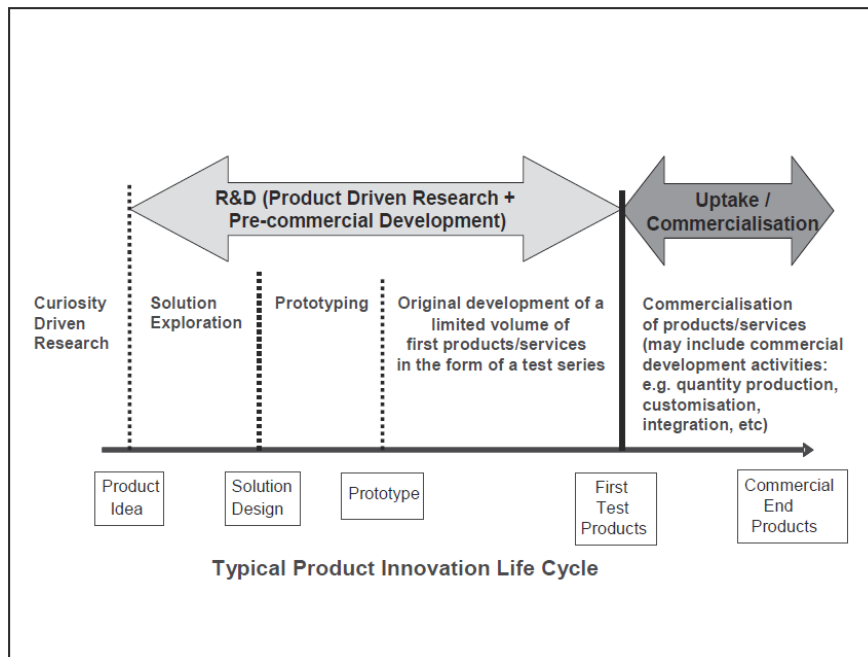 R&D (Product Driven Research +
Pre-commercial Development)
Uptake /
Commercialisation
Curiosity
Driven
Research
Solution
Exploration
Prototyping
Original development of a
limited volume of
first products/services
in the form of a test series
Commercialisation
of products/services
(may include commercial
development activities:
e.g. quantity production,
customisation,
integration, etc)
Product
Idea
Solution
Design
Prototype
First
Test
Products
Commercial
End
Products
Typical Product Innovation Life Cycle